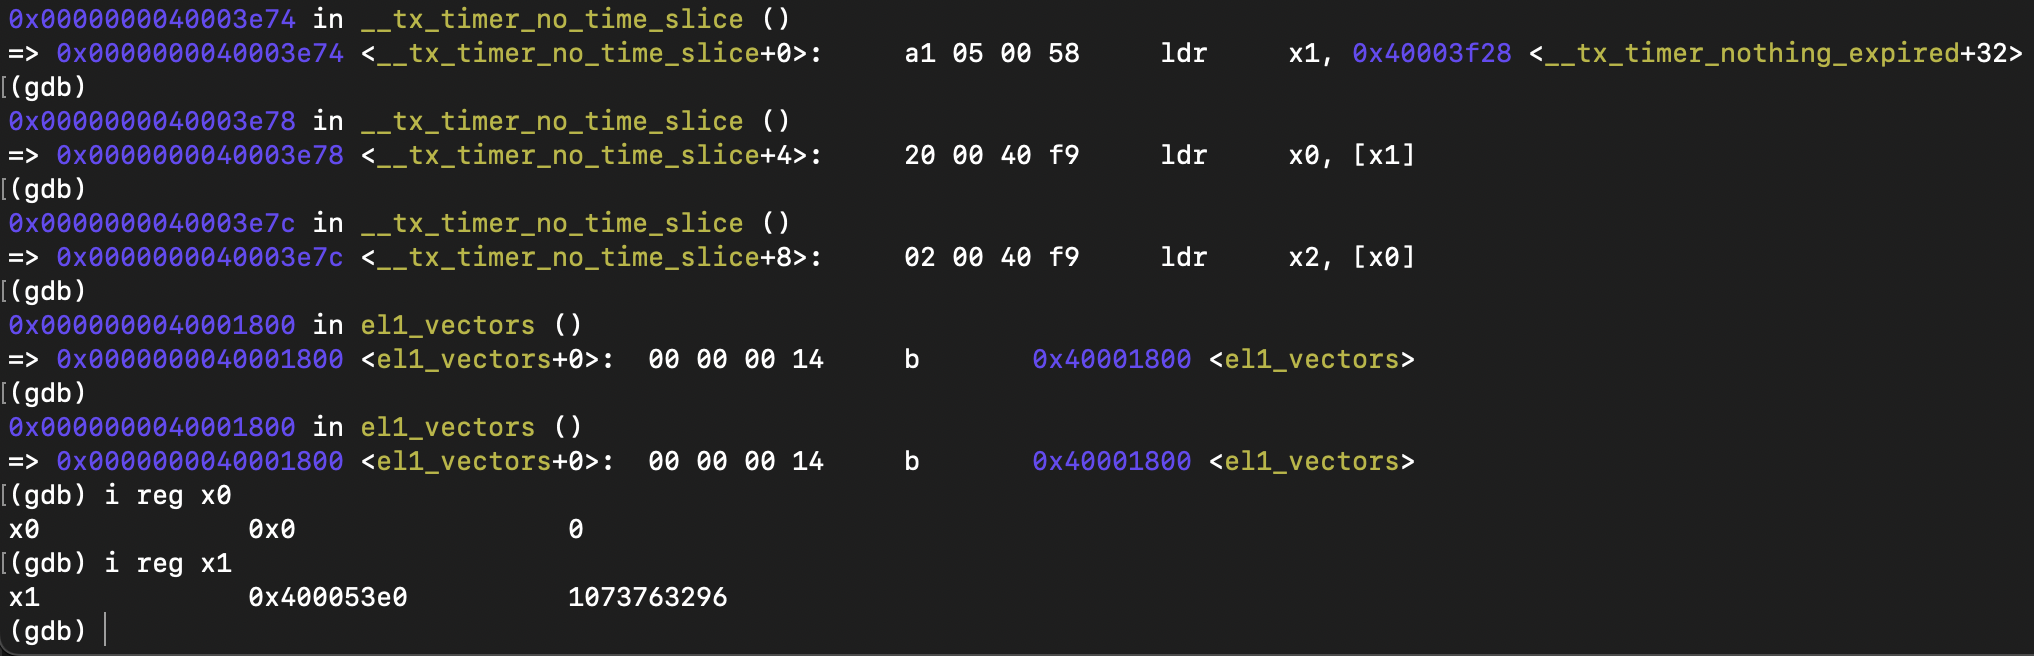 0x0000000040003e74 in __tx_timer_no_time_slice ()
=> 0x0000000040003e74 <__tx_timer_no_time_slice+0>:     a1 05 00 58     ldr     x1, 0x40003f28 <__tx_timer_nothing_expired+32>
[(gdb)
0x0000000040003e78 in __tx_timer_no_time_slice ()
=> 0x0000000040003e78 <__tx_timer_no_time_slice+4>:     20 00 40 f9     ldr     x0, [x1]
[(gdb)
0x0000000040003e7c in __tx_timer_no_time_slice ()
=> 0x0000000040003e7c <__tx_timer_no_time_slice+8>:     02 00 40 f9     ldr     x2, [x0]
[(gdb)
0x0000000040001800 in el1_vectors ()
=> 0x0000000040001800 <el1_vectors+0>:  00 00 00 14     b       0x40001800 <el1_vectors>
[(gdb)
0x0000000040001800 in el1_vectors ()
=> 0x0000000040001800 <el1_vectors+0>:  00 00 00 14     b       0x40001800 <el1_vectors>
[(gdb) i reg x0
x0             0x0                 0
[(gdb) i reg x1
x1             0x400053e0          1073763296
(gdb)